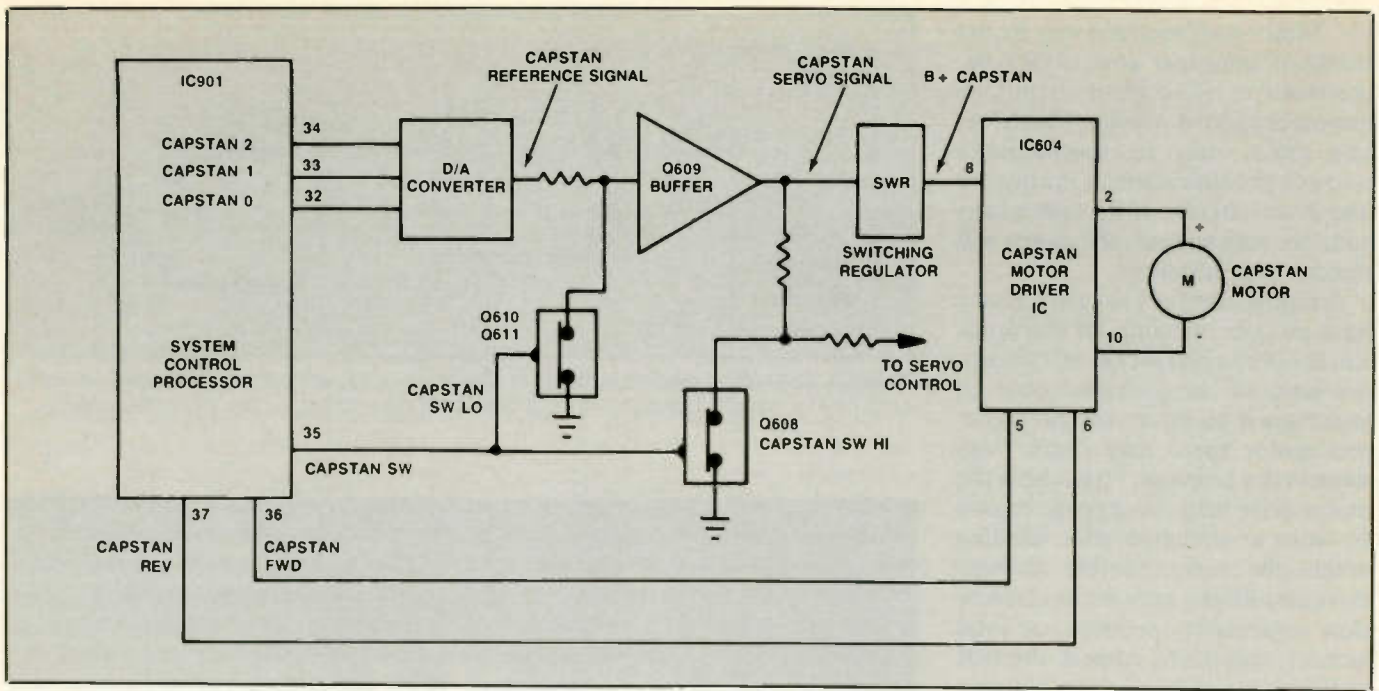 IC901
CAPSTAN 2
CAPSTAN 1
CAPSTAN 0
34
33
32
SYSTEM
CONTROL
PROCESSOR
35
CAPSTAN SW
37
36
CAPSTAN
REV
CAPSTAN
FWD
CAPSTAN
REFERENCE SIGNAL
D/A
CONVERTER
Q610
Q611
CAPSTAN
SW LO
Q609
BUFFER
CAPSTAN
SERVO SIGNAL
SWR
SWITCHING
REGULATOR
TO SERVO
CONTROL
Q608
CAPSTAN SW HI
B+ CAPSTAN
IC604
8
2
CAPSTAN
MOTOR
DRIVER
IC
10
5
6
+
M
-
CAPSTAN
MOTOR